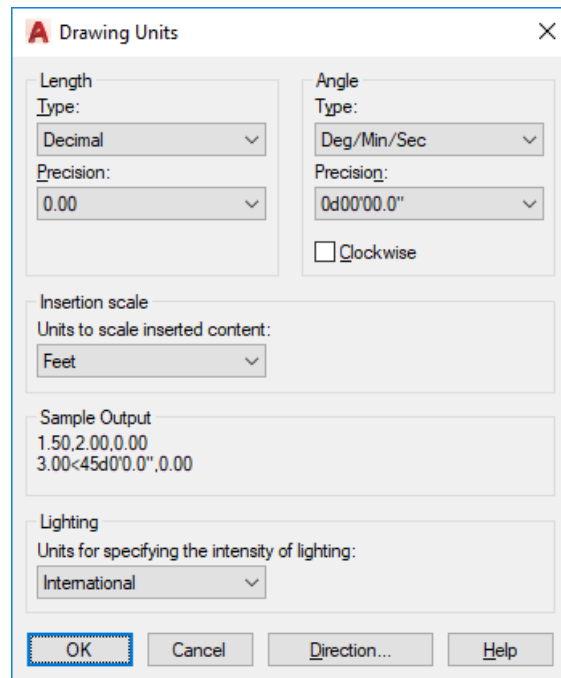 Drawing Units
Length
Type:
Decimal
Precision:
0.00
Angle
Type:
Deg/Min/Sec
Precision:
0d00'00.0"
Clockwise
Insertion scale
Units to scale inserted content:
Feet
Sample Output
1.50,2.00,0.00
3.00<45d0'0.0",0.00
Lighting
Units for specifying the intensity of lighting:
International
OK Cancel Direction... Help